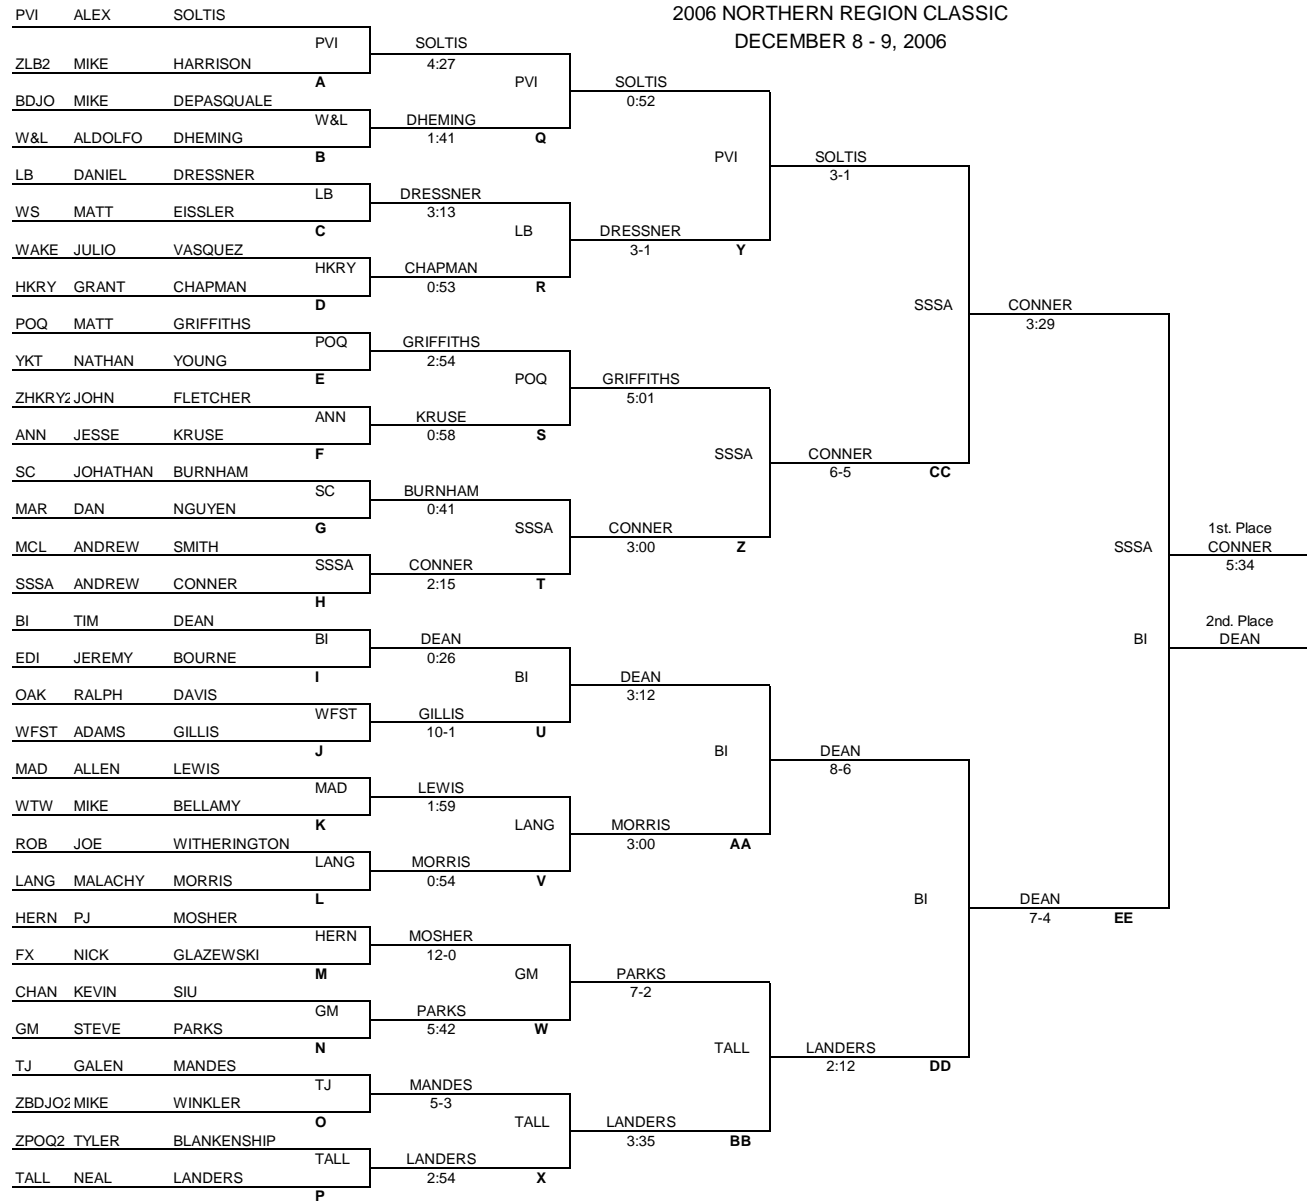 2006 NORTHERN REGION CLASSIC
DECEMBER 8 - 9, 2006
PVI ALEX SOLTIS
PVI SOLTIS
ZLB2 MIKE HARRISON 4:27
A PVI SOLTIS
BDJO MIKE DEPASQUALE 0:52
W&L DHEMING
W&L ALDOLFO DHEMING 1:41 Q
B PVI SOLTIS
LB DANIEL DRESSNER 3-1
LB DRESSNER
WS MATT EISSLER 3:13
C LB DRESSNER
WAKE JULIO VASQUEZ 3-1 Y
HKRY CHAPMAN
HKRY GRANT CHAPMAN 0:53 R
D SSSA CONNER
POQ MATT GRIFFITHS 3:29
POQ GRIFFITHS
YKT NATHAN YOUNG 2:54
E POQ GRIFFITHS
ZHKRY2 JOHN FLETCHER 5:01
ANN KRUSE
ANN JESSE KRUSE 0:58 S
F SSSA CONNER
SC JOHATHAN BURNHAM 6-5 CC
SC BURNHAM
MAR DAN NGUYEN 0:41
G SSSA CONNER 1st. Place
MCL ANDREW SMITH 3:00 Z SSSA CONNER
SSSA CONNER 5:34
SSSA ANDREW CONNER 2:15 T
H
BI TIM DEAN 2nd. Place
BI DEAN BI DEAN
EDI JEREMY BOURNE 0:26
I BI DEAN
OAK RALPH DAVIS 3:12
WFST GILLIS
WFST ADAMS GILLIS 10-1 U
J BI DEAN
MAD ALLEN LEWIS 8-6
MAD LEWIS
WTW MIKE BELLAMY 1:59
K LANG MORRIS
ROB JOE WITHERINGTON 3:00 AA
LANG MORRIS
LANG MALACHY MORRIS 0:54 V
L BI DEAN
HERN PJ MOSHER 7-4 EE
HERN MOSHER
FX NICK GLAZEWSKI 12-0
M GM PARKS
CHAN KEVIN SIU 7-2
GM PARKS
GM STEVE PARKS 5:42 W
N TALL LANDERS
TJ GALEN MANDES 2:12 DD
TJ MANDES
ZBDJO2 MIKE WINKLER 5-3
O TALL LANDERS
ZPOQ2 TYLER BLANKENSHIP 3:35 BB
TALL LANDERS
TALL NEAL LANDERS 2:54 X
P